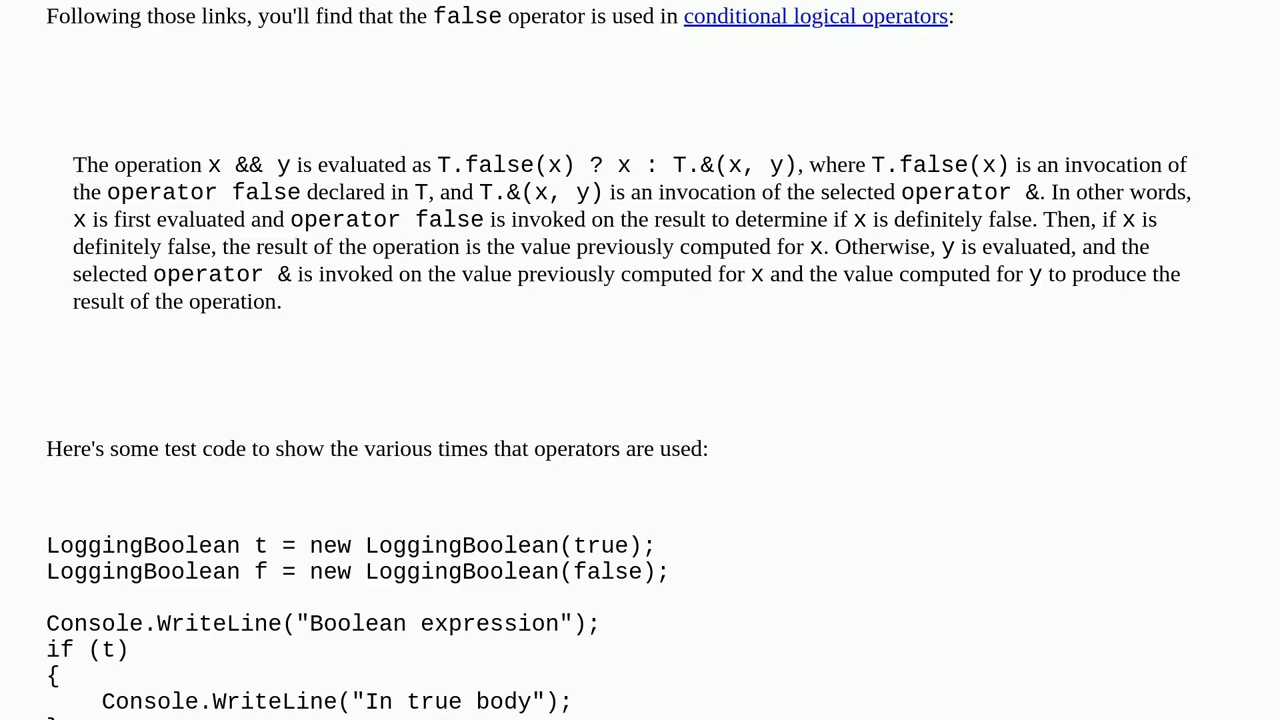 Following those links, you'll find that the false operator is used in conditional logical operators:
The operation x && y is evaluated as T.false(x) ? x : T.&(x, y), where T.false(x) is an invocation of
the operator false declared in T, and T.&(x, y) is an invocation of the selected operator &. In other words,
x is first evaluated and operator false is invoked on the result to determine if x is definitely false. Then, if x is
definitely false, the result of the operation is the value previously computed for x. Otherwise, y is evaluated, and the
selected operator & is invoked on the value previously computed for x and the value computed for y to produce the
result of the operation.
Here's some test code to show the various times that operators are used:
LoggingBoolean t = new LoggingBoolean(true);
LoggingBoolean f = new LoggingBoolean(false);
Console.WriteLine("Boolean expression");
if (t)
{
    Console.WriteLine("In true body");
}